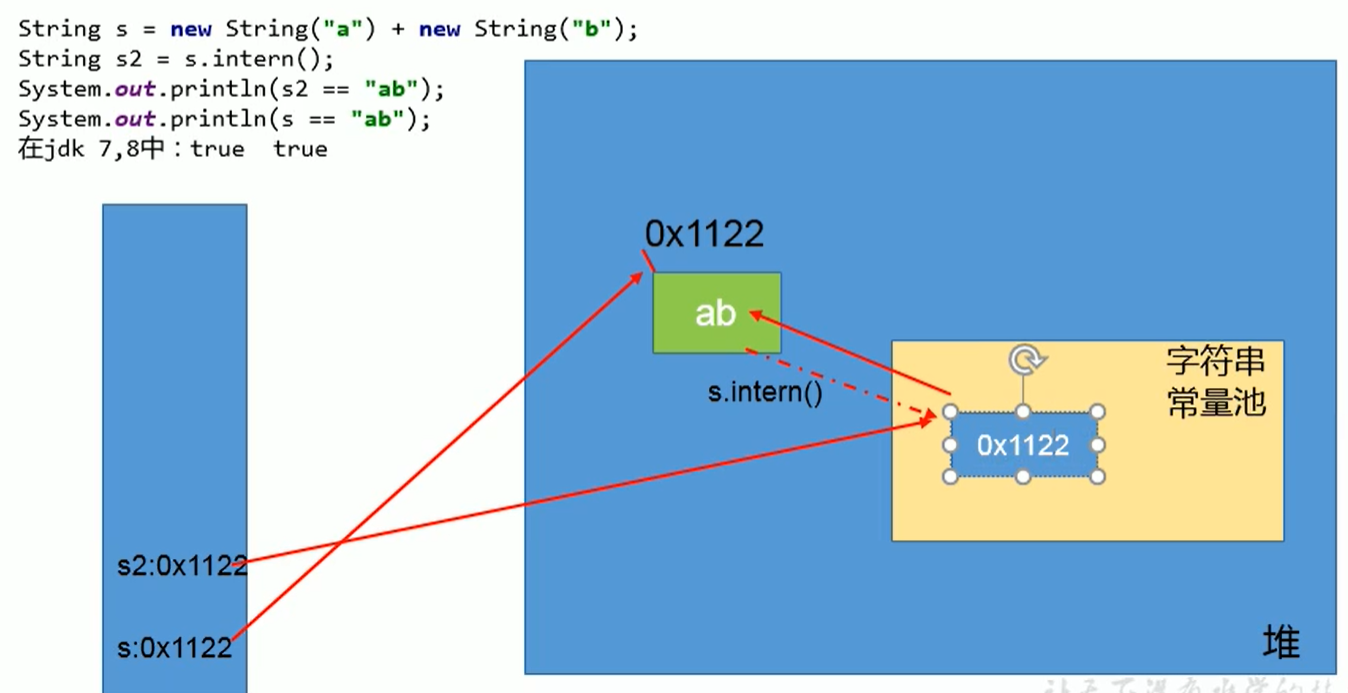 String s = new String("a") + new String("b");
String s2 = s.intern();
System.out.println(s2 == "ab");
System.out.println(s == "ab");
在jdk 7,8中：true  true
0x1122
ab
s.intern()
字符串
常量池
0x1122
s2:0x1122
s:0x1122
堆